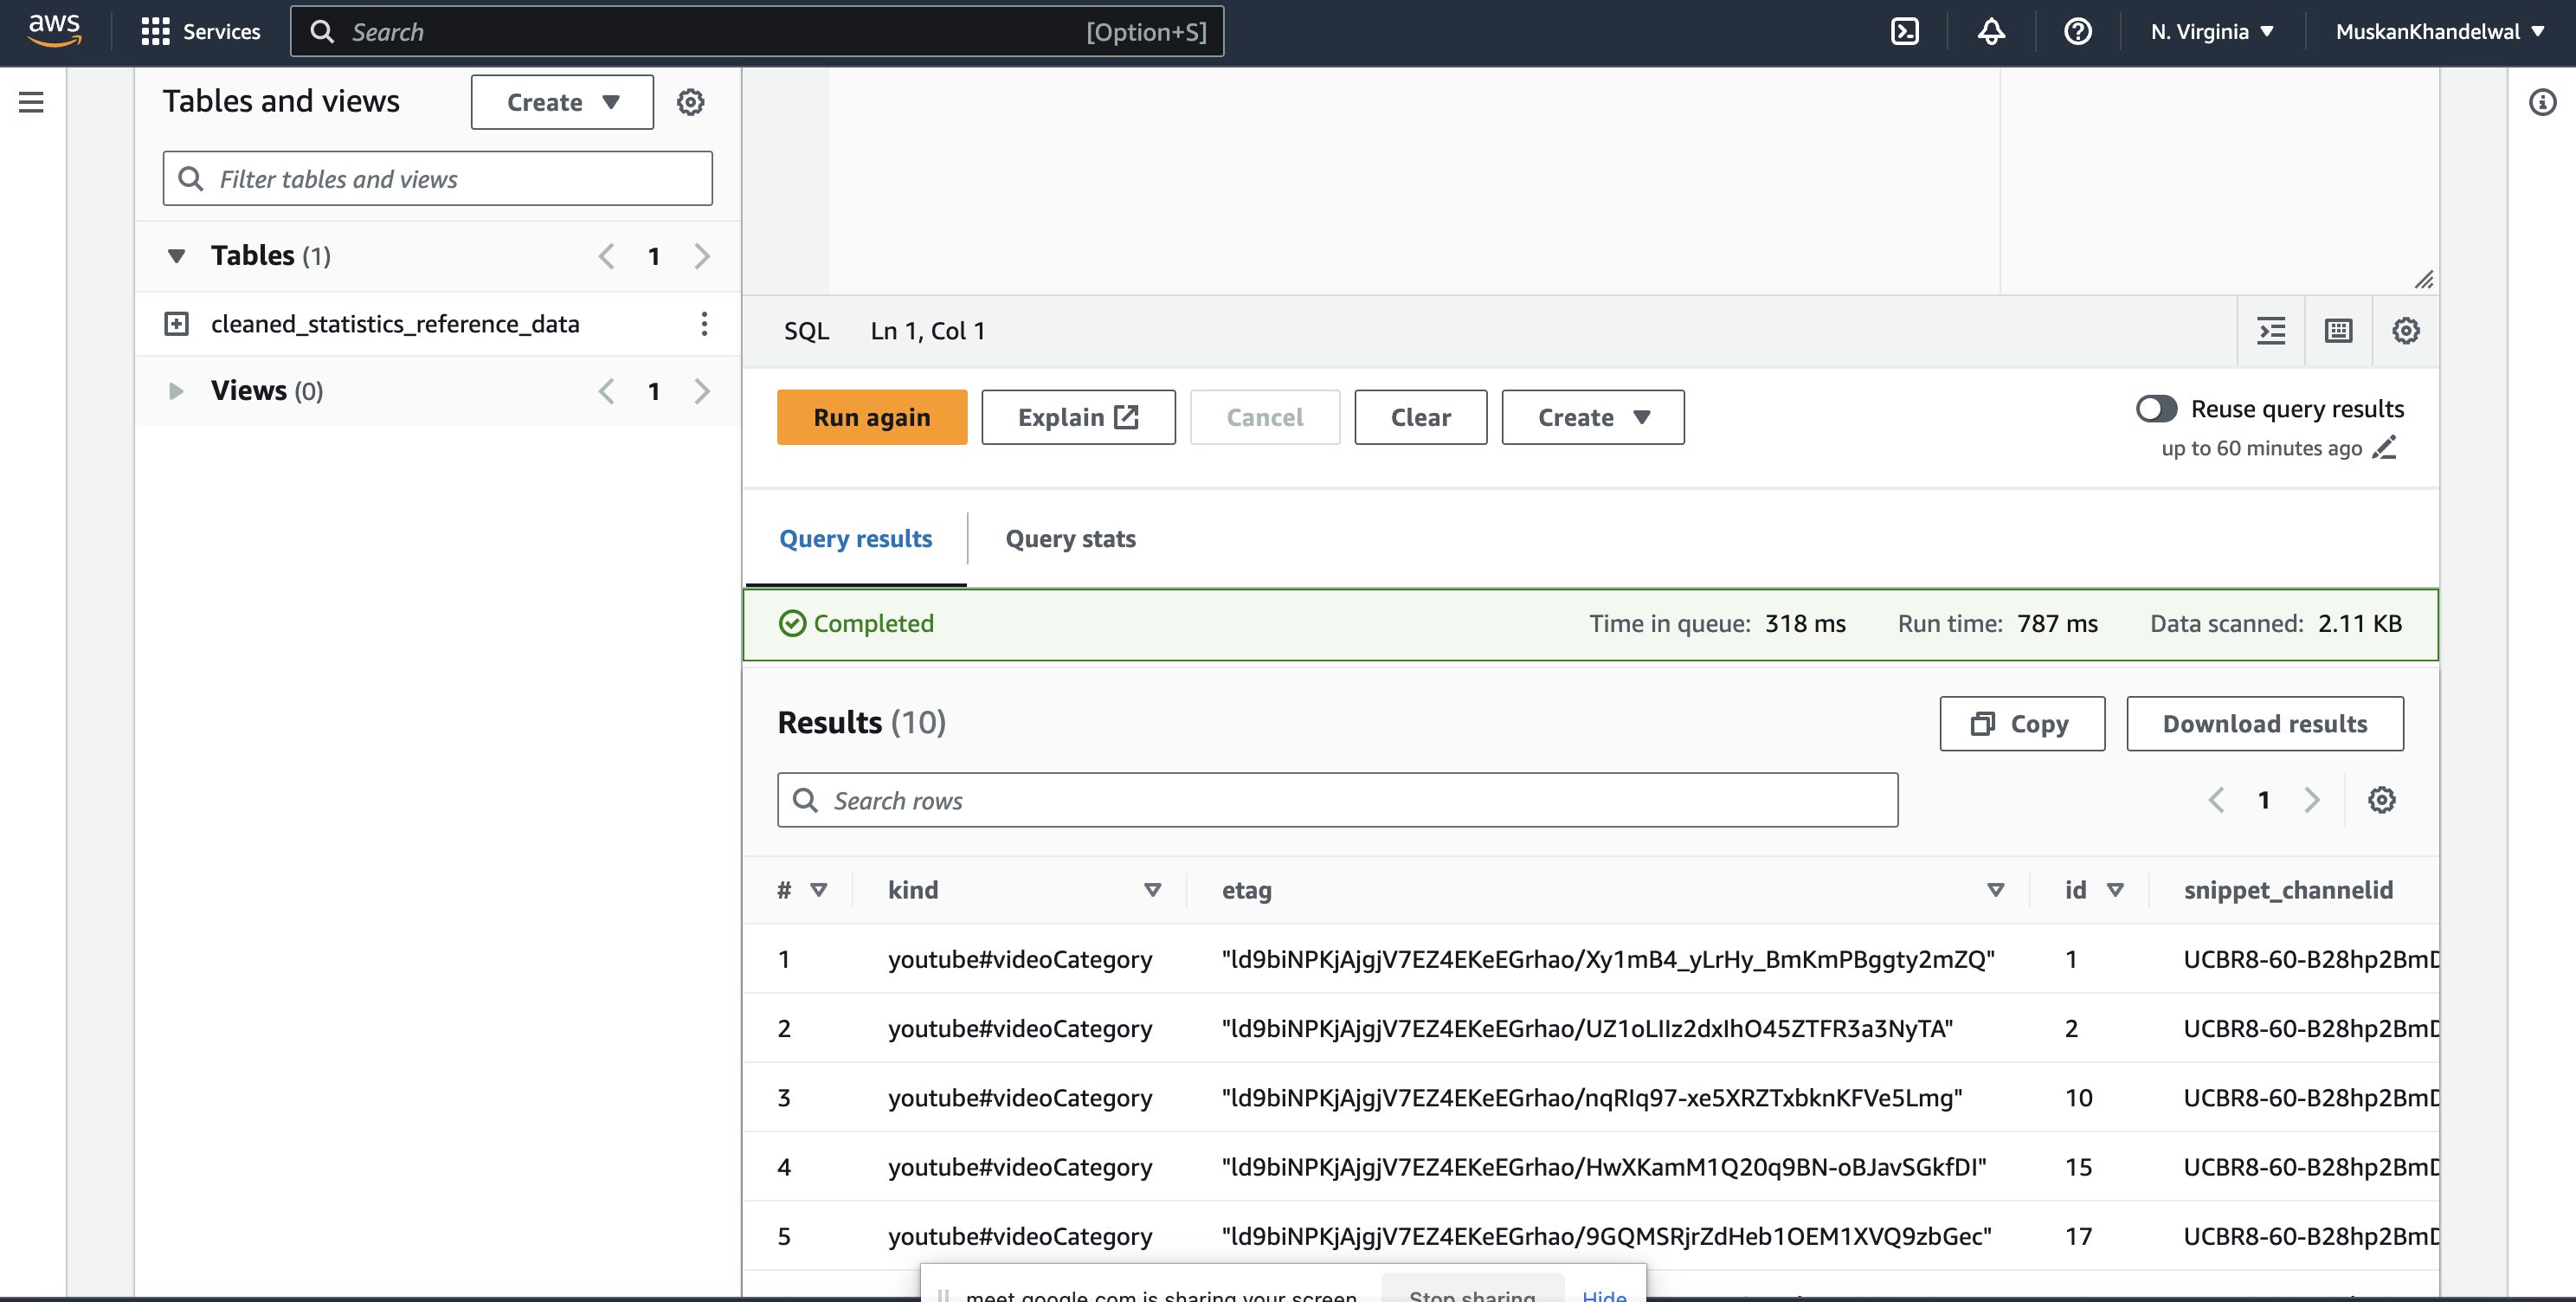 aws Services Search [Option+S] N. Virginia MuskanKhandelwal
Tables and views Create
Filter tables and views
Tables (1) 1
cleaned_statistics_reference_data
Views (0) 1
SQL Ln 1, Col 1
Run again Explain Cancel Clear Create Reuse query results
up to 60 minutes ago
Query results Query stats
Completed Time in queue: 318 ms Run time: 787 ms Data scanned: 2.11 KB
Results (10) Copy Download results
Search rows 1
# kind etag id snippet_channelid
1 youtube#videoCategory "ld9biNPKjAjgjV7EZ4EKeEGrhao/Xy1mB4_yLrHy_BmKmPBggty2mZQ" 1 UCBR8-60-B28hp2BmD
2 youtube#videoCategory "ld9biNPKjAjgjV7EZ4EKeEGrhao/UZ1oLIIz2dxIhO45ZTFR3a3NyTA" 2 UCBR8-60-B28hp2BmD
3 youtube#videoCategory "ld9biNPKjAjgjV7EZ4EKeEGrhao/nqRIq97-xe5XRZTxbknKFVe5Lmg" 10 UCBR8-60-B28hp2BmD
4 youtube#videoCategory "ld9biNPKjAjgjV7EZ4EKeEGrhao/HwXKamM1Q20q9BN-oBJavSGkfDI" 15 UCBR8-60-B28hp2BmD
5 youtube#videoCategory "ld9biNPKjAjgjV7EZ4EKeEGrhao/9GQMSRjrZdHeb1OEM1XVQ9zbGec" 17 UCBR8-60-B28hp2BmD
meet.google.com is sharing your screen. Stop sharing Hide